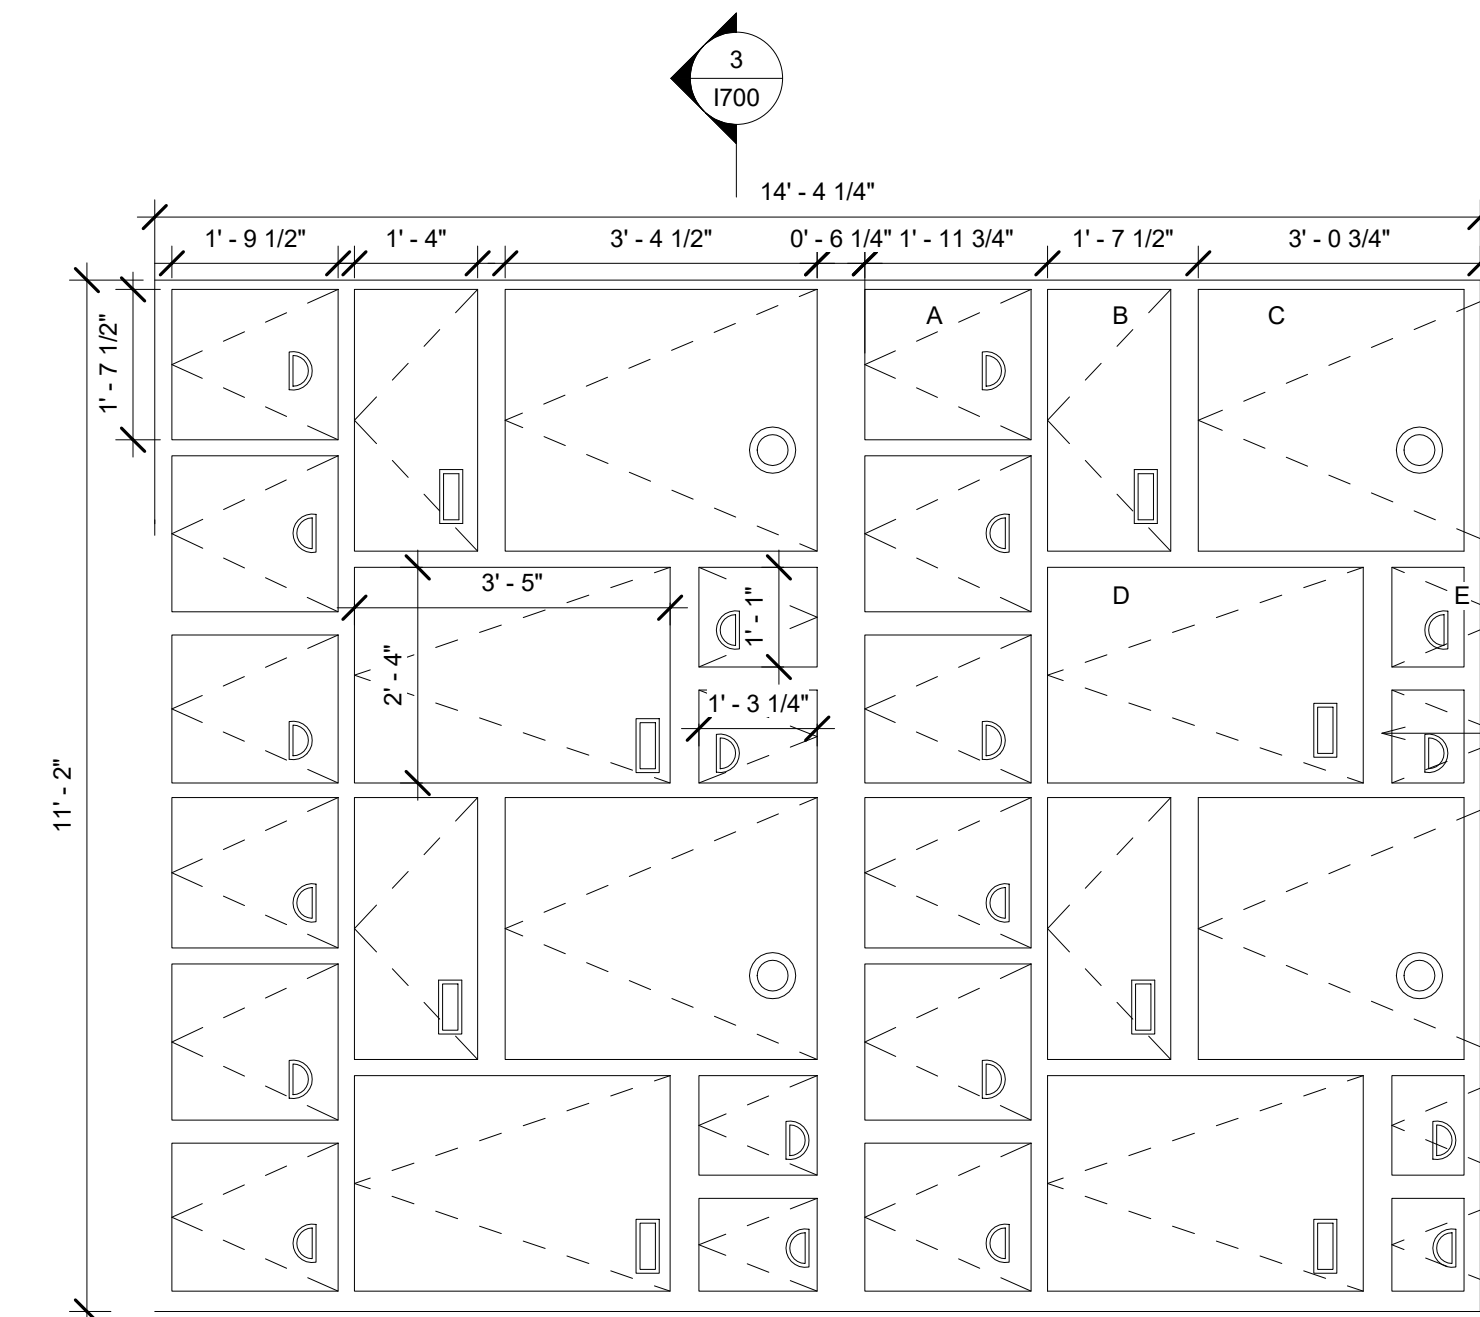 3
I700
14' - 4 1/4"
1' - 9 1/2"
1' - 4"
3' - 4 1/2"
0' - 6 1/4"
1' - 11 3/4"
1' - 7 1/2"
3' - 0 3/4"
1' - 7 1/2"
A
B
C
3' - 5"
1' - 1"
D
E
2' - 4"
1' - 3 1/4"
11' - 2"